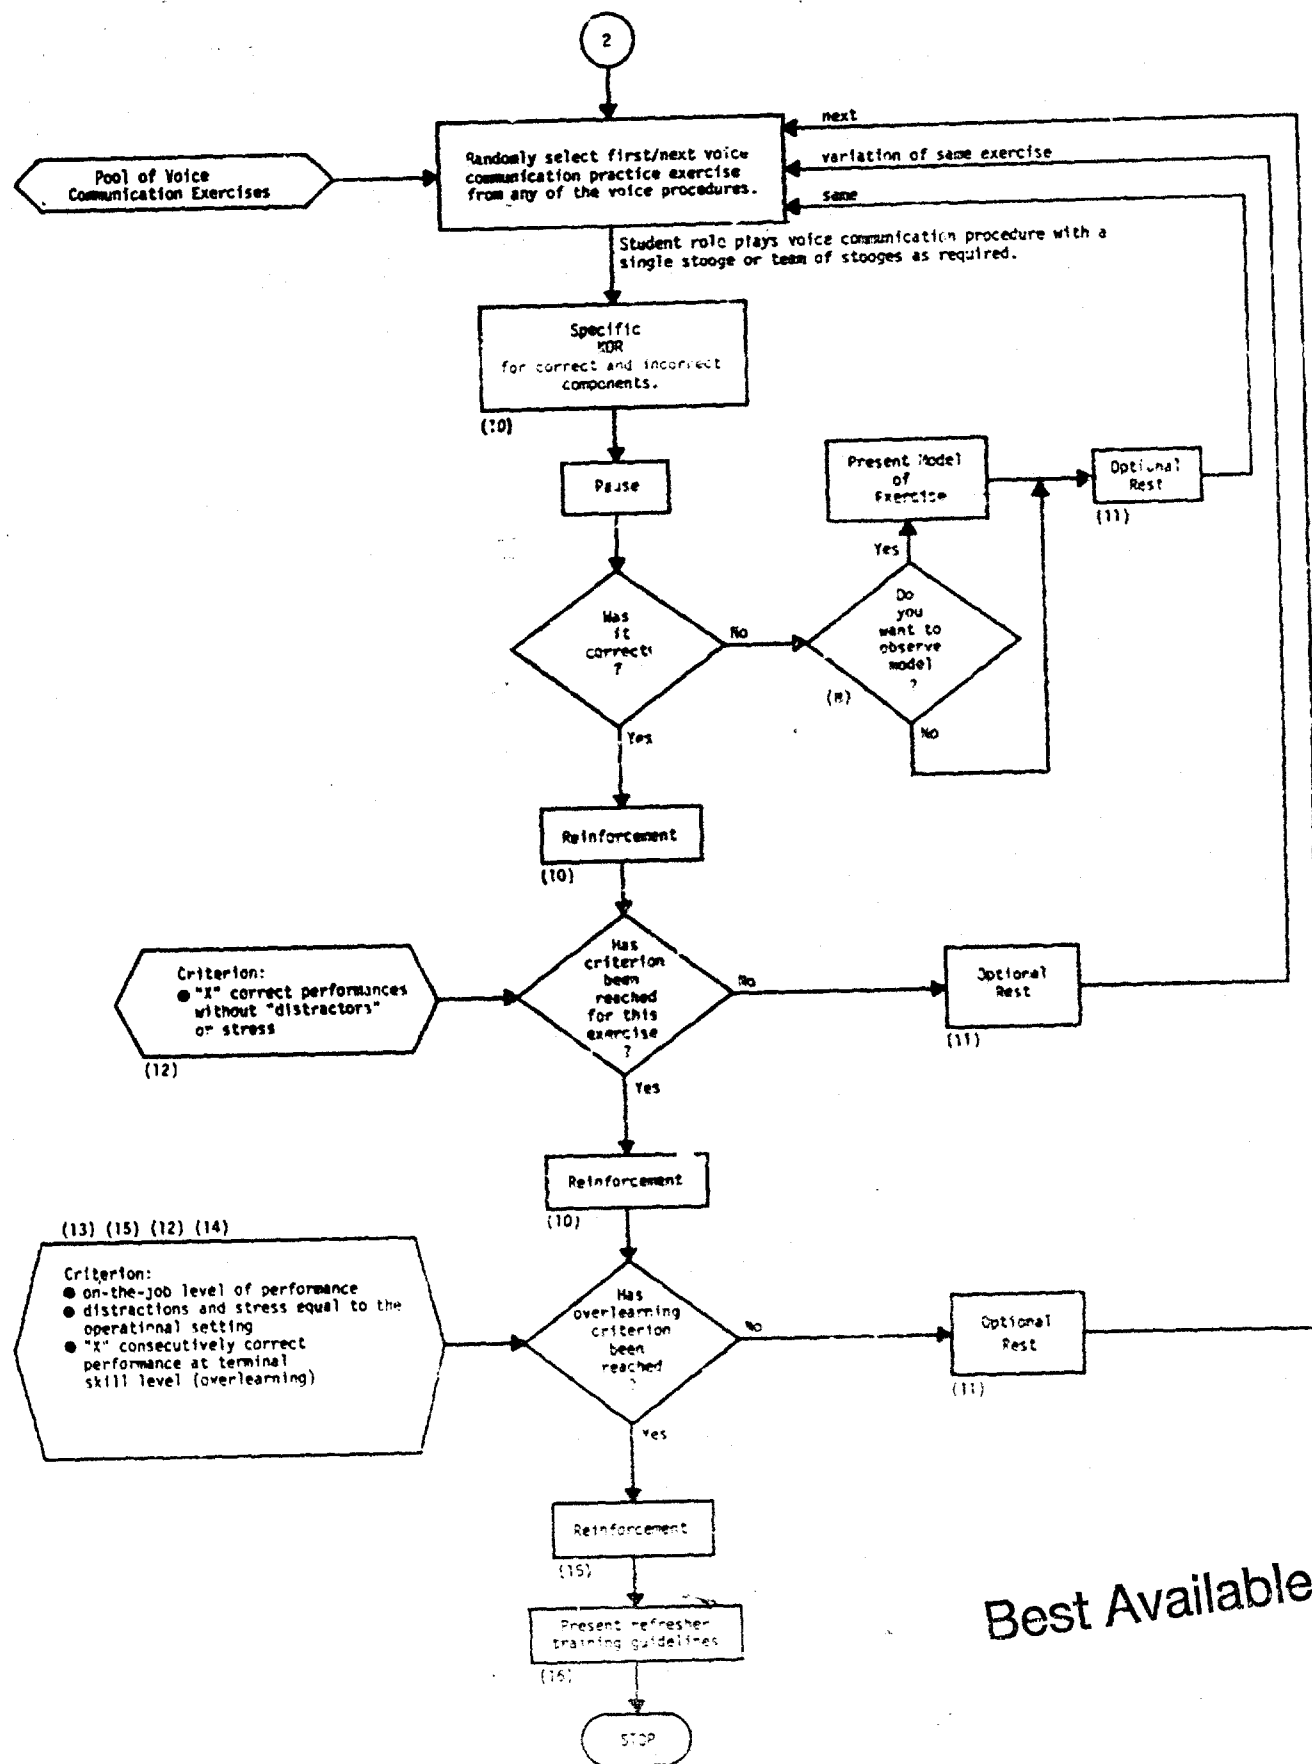 2
next
Randomly select first/next voice
communication practice exercise
from any of the voice procedures.
variation of same exercise
same
Pool of Voice
Communication Exercises
Student role plays voice communication procedure with a
single stooge or team of stooges as required.
Specific
KOR
for correct and incorrect
components.
(10)
Pause
Present Model
of
Exercise
Optional
Rest
(11)
Yes
Was
it
correct
?
No
Do
you
want to
observe
model
?
No
Yes
Reinforcement
(10)
Criterion:
● "X" correct performances
without "distractors"
or stress
(12)
Has
criterion
been
reached
for this
exercise
?
No
Optional
Rest
(11)
Yes
Reinforcement
(10)
(13) (15) (12) (14)
Criterion:
● on-the-job level of performance
● distractions and stress equal to the
operational setting
● "X" consecutively correct
performance at terminal
skill level (overlearning)
Has
overlearning
criterion
been
reached
?
No
Optional
Rest
(11)
Yes
Reinforcement
(15)
Present refresher
training guidelines
(16)
STOP
Best Available